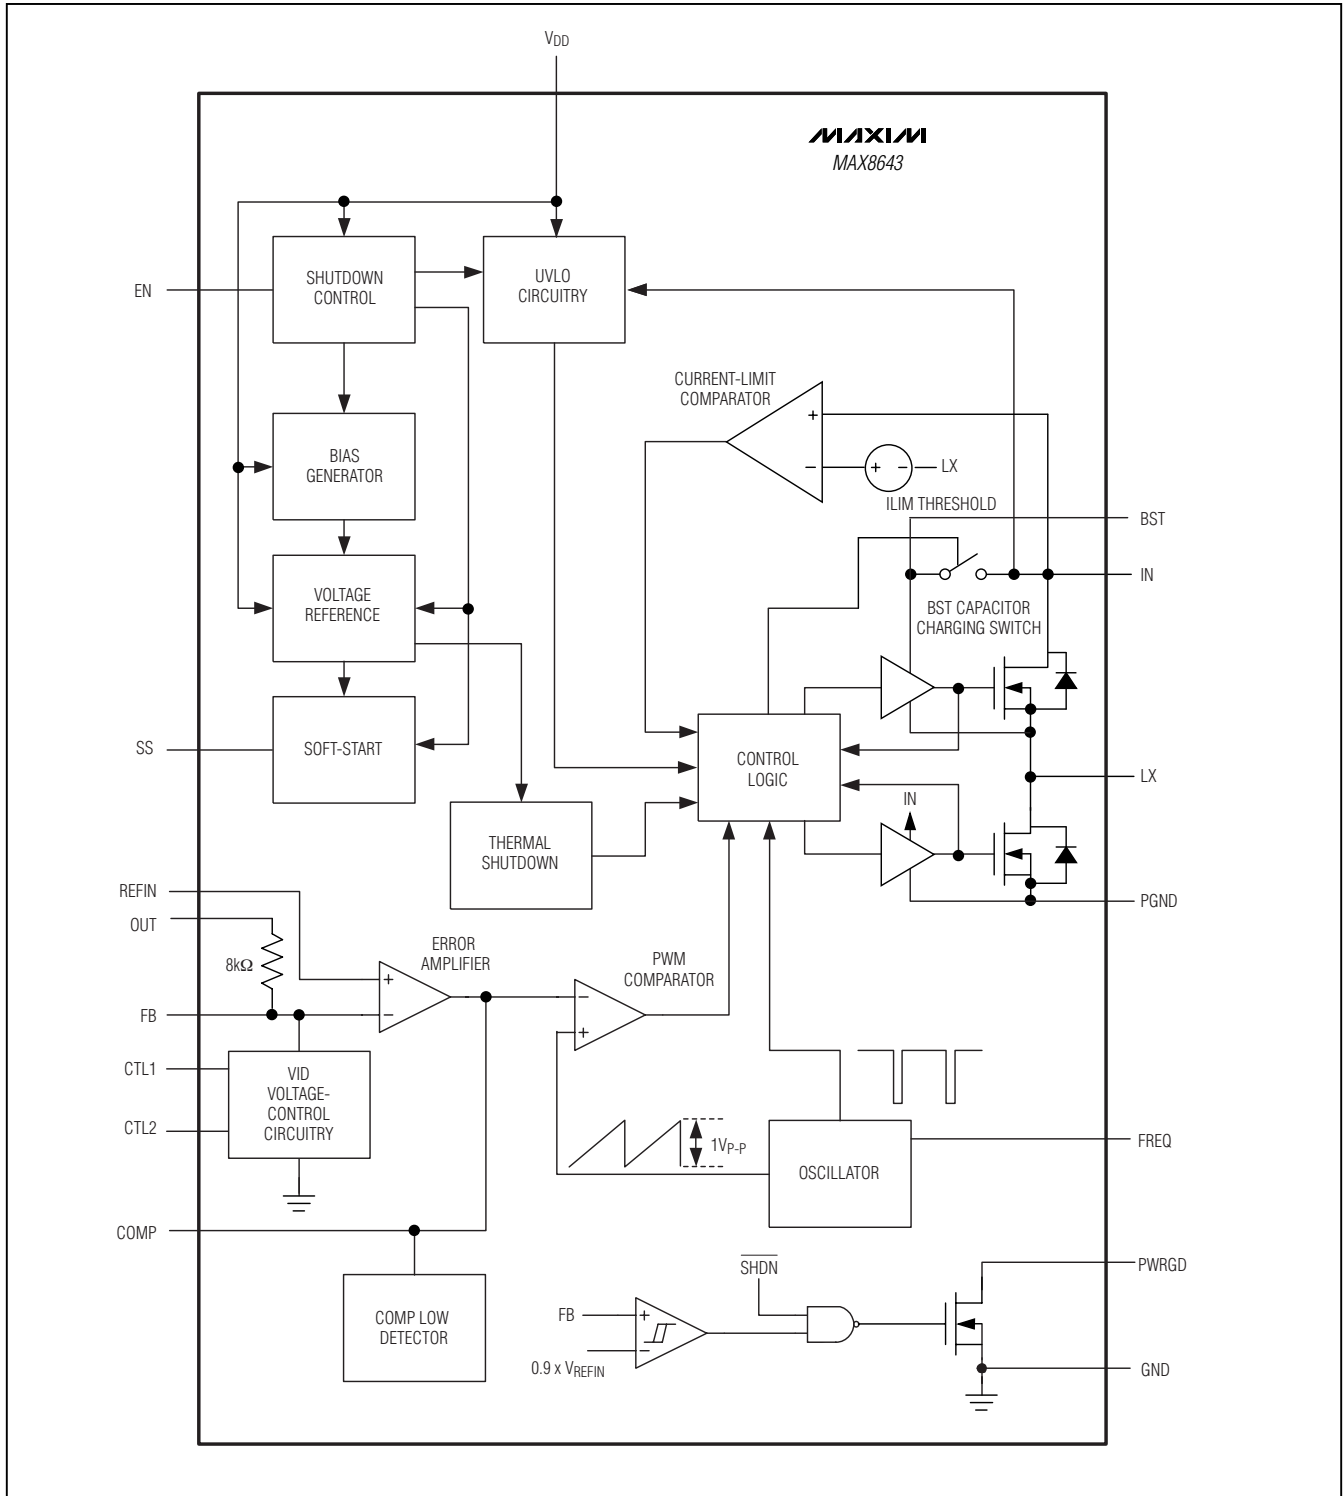 VDD
MAXIM
MAX8643
SHUTDOWN
CONTROL
UVLO
CIRCUITRY
EN
CURRENT-LIMIT
COMPARATOR
+
−
+ −
LX
ILIM THRESHOLD
BIAS
GENERATOR
BST
IN
VOLTAGE
REFERENCE
BST CAPACITOR
CHARGING SWITCH
SS
SOFT-START
CONTROL
LOGIC
LX
IN
THERMAL
SHUTDOWN
REFIN
PGND
OUT
8kΩ
ERROR
AMPLIFIER
+
−
PWM
COMPARATOR
−
+
FB
CTL1
VID
VOLTAGE-
CONTROL
CIRCUITRY
CTL2
1VP-P
OSCILLATOR
FREQ
COMP
COMP LOW
DETECTOR
SHDN
PWRGD
FB
+
−
0.9 x VREFIN
GND